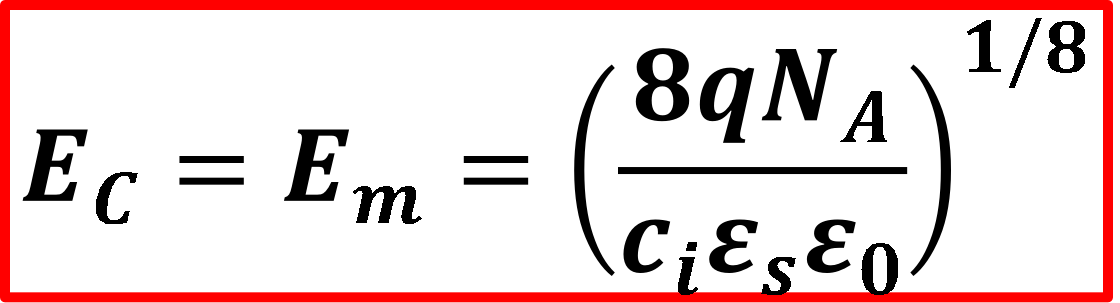 E_C = E_m = (8qN_A / c_iε_sε_0)^{1/8}